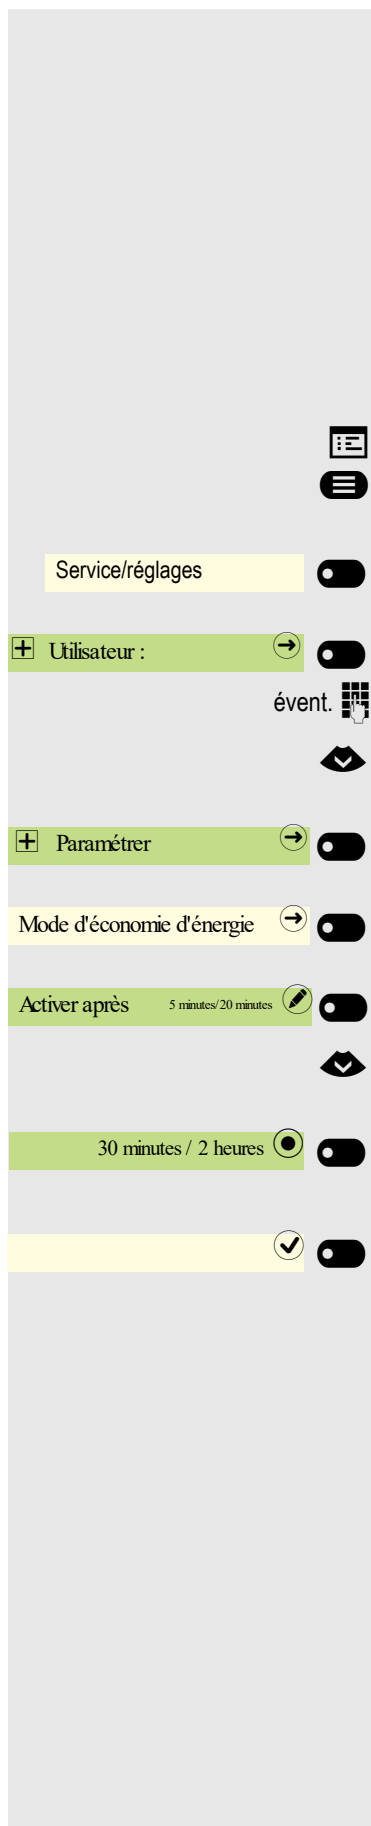 Service/réglages
Utilisateur :
évent.
Paramétrer
Mode d'économie d'énergie
Activer après 5 minutes/20 minutes
30 minutes / 2 heures